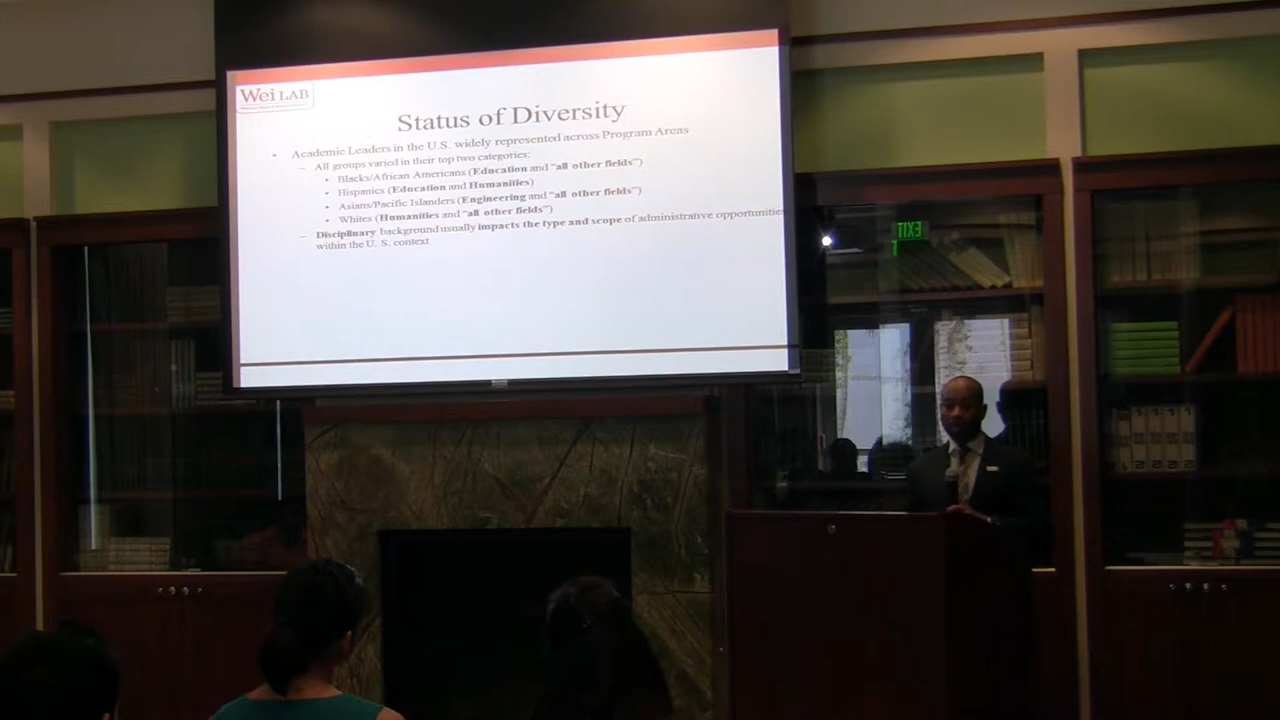 Wei LAB
Status of Diversity
• Academic Leaders in the U.S. widely represented across Program Areas
– All groups varied in their top two categories:
• Blacks/African Americans (Education and “all other fields”)
• Hispanics (Education and Humanities)
• Asians/Pacific Islanders (Engineering and “all other fields”)
• Whites (Humanities and “all other fields”)
– Disciplinary background usually impacts the type and scope of administrative opportunities
within the U. S. context
EXIT